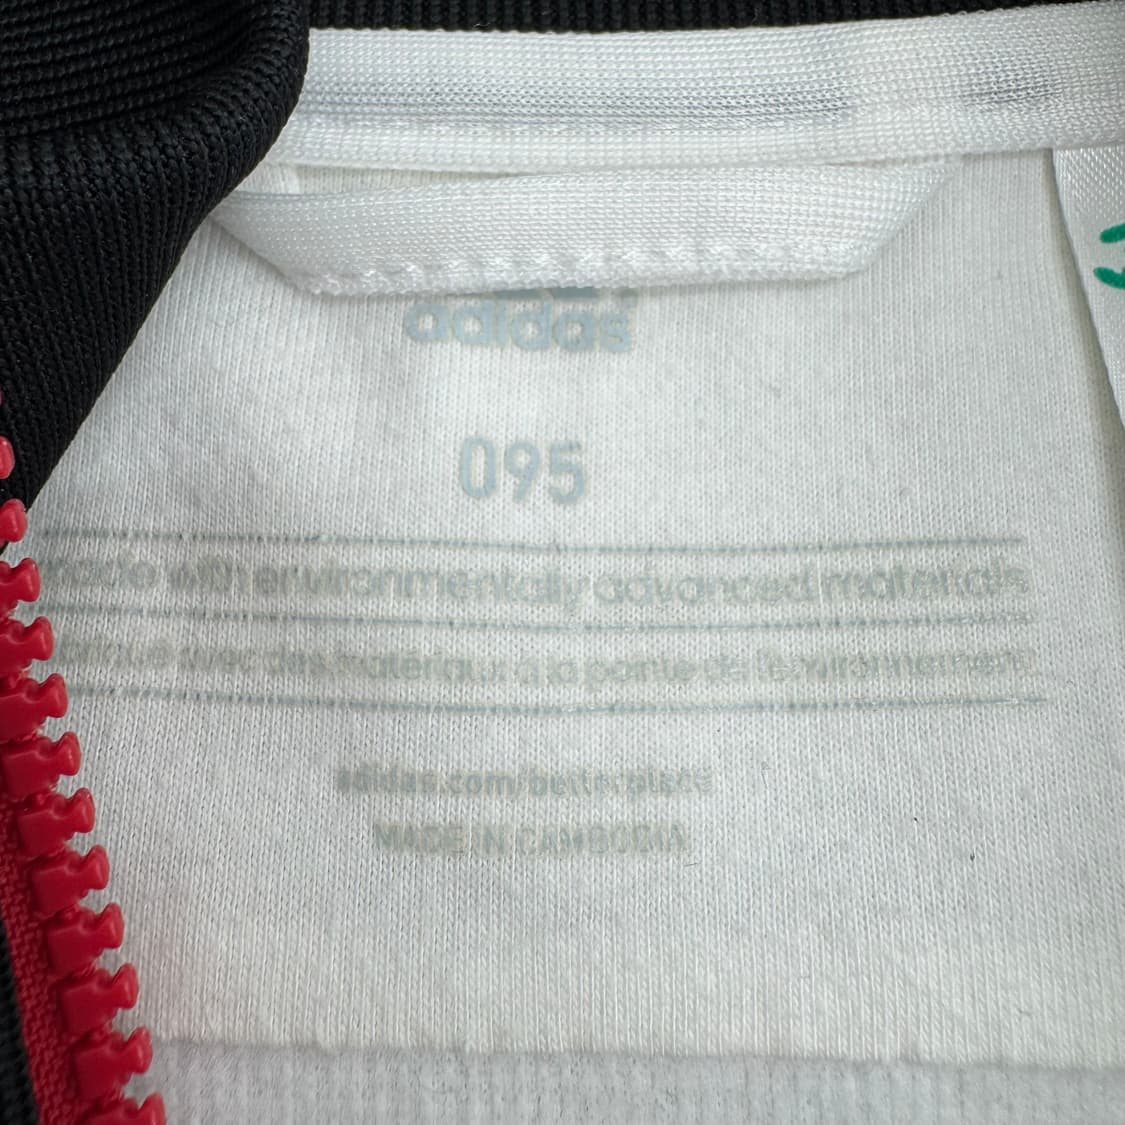 adidas
095
made with environmentally advanced materials
avec des matériaux à la pointe de l'environnement
adidas.com/betterplace
MADE IN CAMBODIA